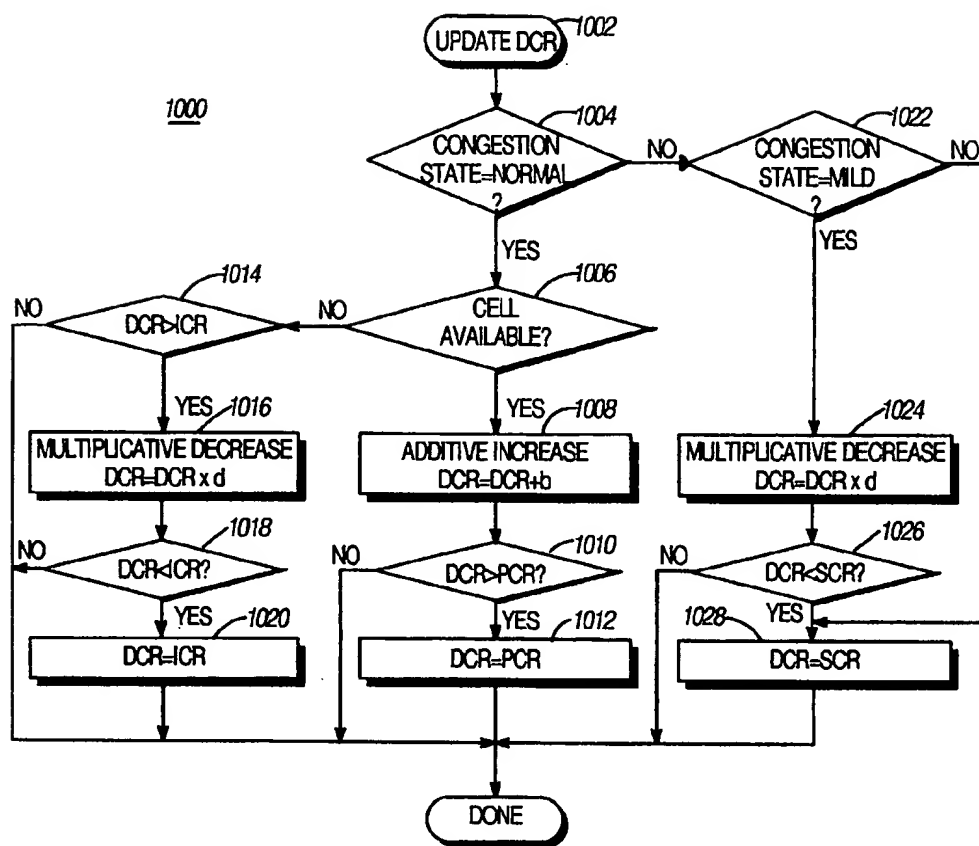 UPDATE DCR
1002
1000
1004
CONGESTION
STATE=NORMAL
?
NO
YES
1022
CONGESTION
STATE=MILD
?
NO
YES
1006
CELL
AVAILABLE?
NO
YES
1014
DCR>ICR
NO
YES
1016
MULTIPLICATIVE DECREASE
DCR=DCR x d
1008
ADDITIVE INCREASE
DCR=DCR+b
1024
MULTIPLICATIVE DECREASE
DCR=DCR x d
1018
DCR<ICR?
NO
YES
1010
DCR>PCR?
NO
YES
1026
DCR<SCR?
NO
YES
1020
DCR=ICR
1012
DCR=PCR
1028
DCR=SCR
DONE